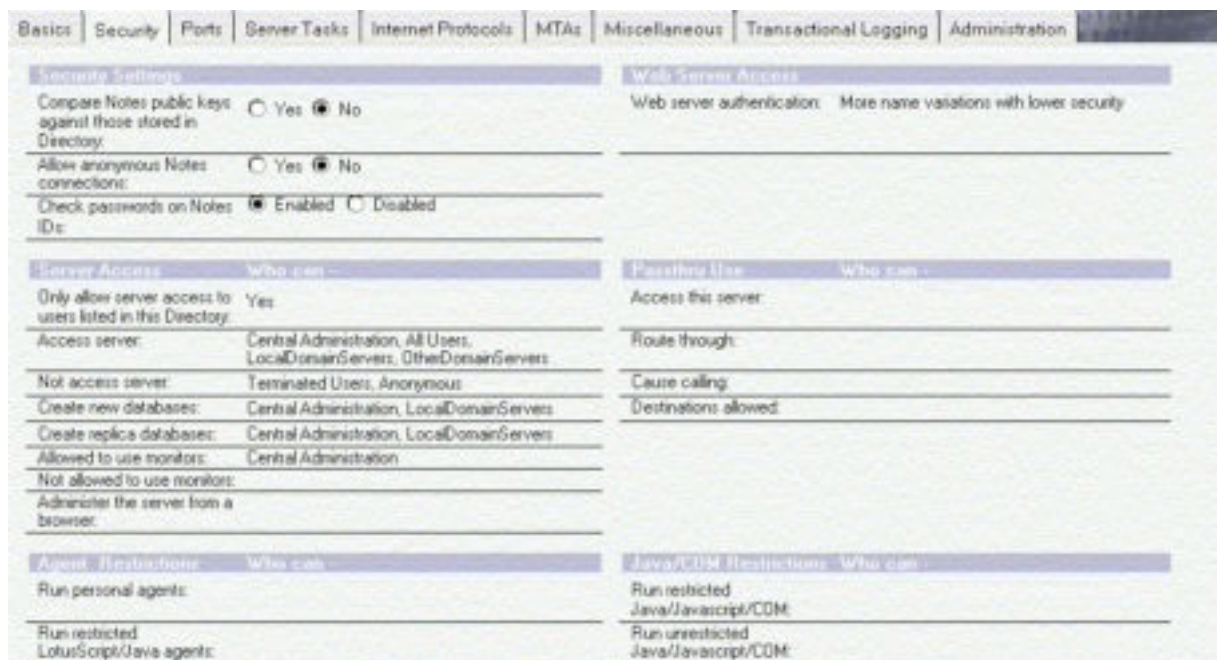 Basics Security Ports Server Tasks Internet Protocols MTAs Miscellaneous Transactional Logging Administration
Security Settings
Compare Notes public keys
against those stored in
Directory:
Yes No
Allow anonymous Notes
connections:
Yes No
Check passwords on Notes
IDs:
Enabled Disabled
Web Server Access
Web server authentication: More name variations with lower security
Server Access Who can -
Only allow server access to
users listed in this Directory:
Yes
Access server:
Central Administration, All Users,
LocalDomainServers, OtherDomainServers
Not access server: Terminated Users, Anonymous
Create new databases: Central Administration, LocalDomainServers
Create replica databases: Central Administration, LocalDomainServers
Allowed to use monitors: Central Administration
Not allowed to use monitors:
Administer the server from a
browser:
Passthru Use Who can -
Access this server:
Route through:
Cause calling:
Destinations allowed:
Agent Restrictions Who can -
Run personal agents:
Run restricted
LotusScript/Java agents:
Java/COM Restrictions Who can -
Run restricted
Java/Javascript/COM:
Run unrestricted
Java/Javascript/COM: